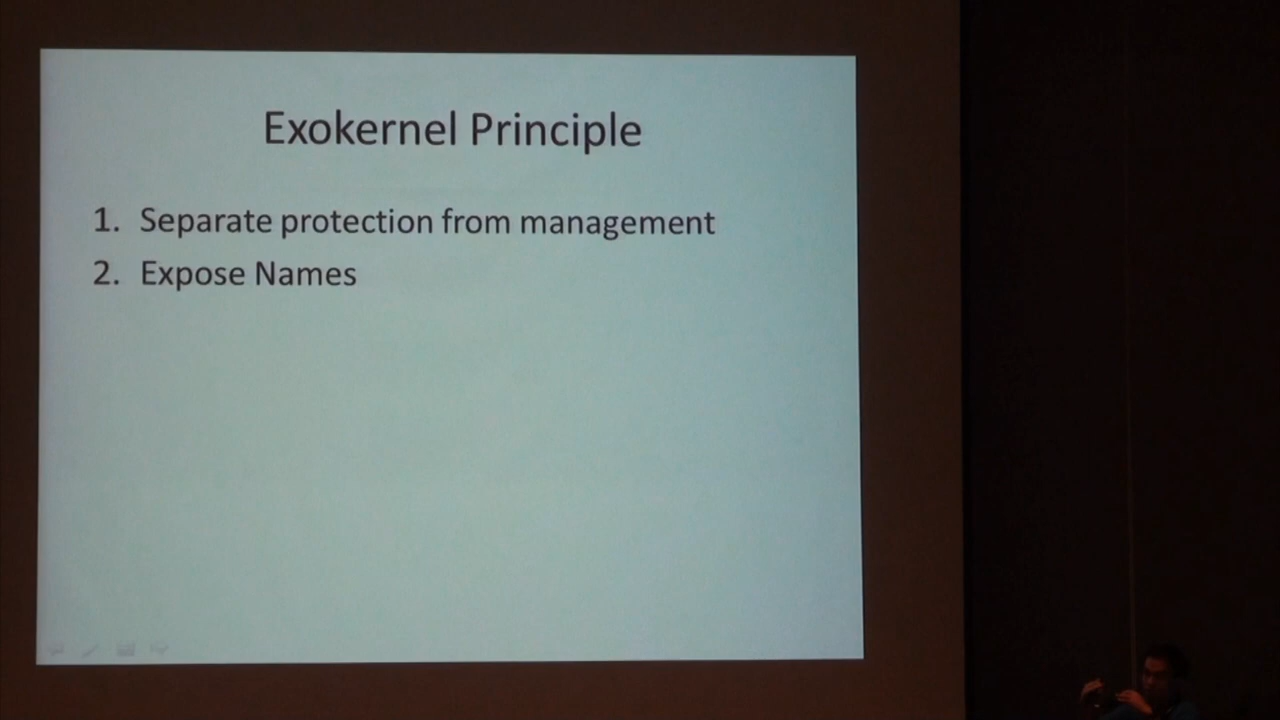 Exokernel Principle
1. Separate protection from management
2. Expose Names